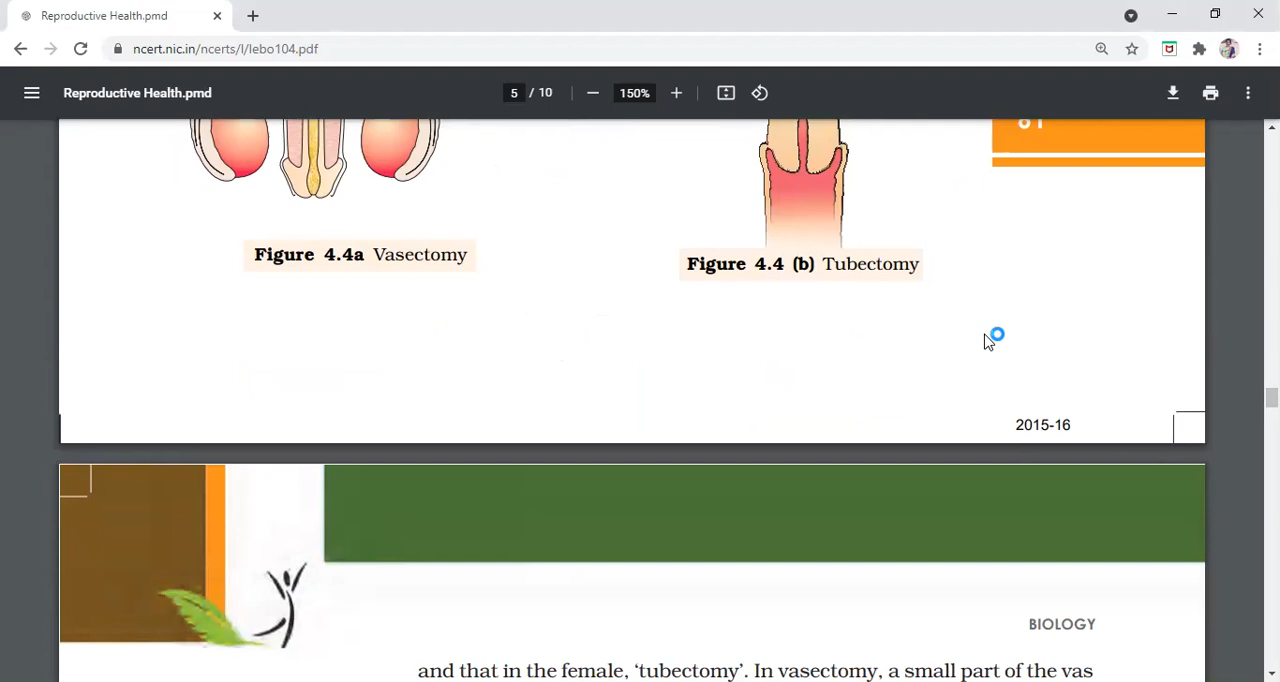 Reproductive Health.pmd
ncert.nic.in/ncerts/l/lebo104.pdf
Reproductive Health.pmd
5 / 10
150%
Figure 4.4a Vasectomy
Figure 4.4 (b) Tubectomy
2015-16
BIOLOGY
and that in the female, ‘tubectomy’. In vasectomy, a small part of the vas